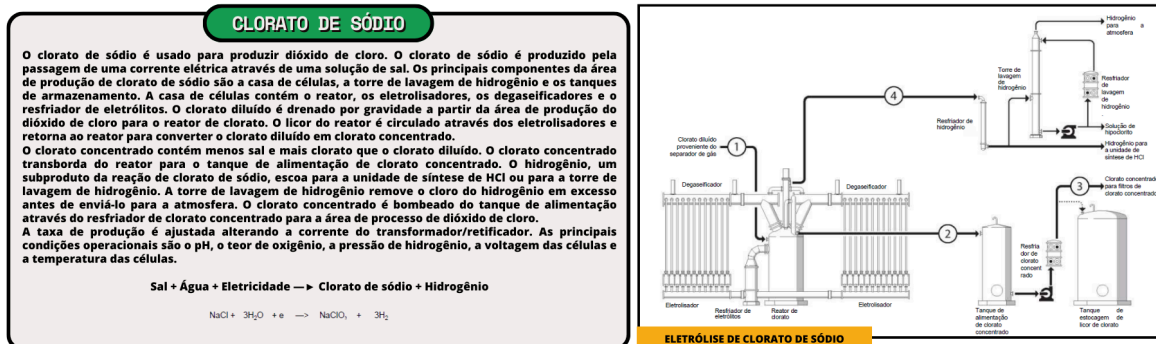 CLORATO DE SÓDIO
O clorato de sódio é usado para produzir dióxido de cloro. O clorato de sódio é produzido pela
passagem de uma corrente elétrica através de uma solução de sal. Os principais componentes da área
de produção de clorato de sódio são a casa de células, a torre de lavagem de hidrogênio e os tanques
de armazenamento. A casa de células contém o reator, os eletrolisadores, os degaseificadores e o
resfriador de eletrólitos. O clorato diluído é drenado por gravidade a partir da área de produção do
dióxido de cloro para o reator de clorato. O licor do reator é circulado através dos eletrolisadores e
retorna ao reator para converter o clorato diluído em clorato concentrado.
O clorato concentrado contém menos sal e mais clorato que o clorato diluído. O clorato concentrado
transborda do reator para o tanque de alimentação de clorato concentrado. O hidrogênio, um
subproduto da reação de clorato de sódio, escoa para a unidade de síntese de HCl ou para a torre de
lavagem de hidrogênio. A torre de lavagem de hidrogênio remove o cloro do hidrogênio em excesso
antes de enviá-lo para a atmosfera. O clorato concentrado é bombeado do tanque de alimentação
através do resfriador de clorato concentrado para a área de processo de dióxido de cloro.
A taxa de produção é ajustada alterando a corrente do transformador/retificador. As principais
condições operacionais são o pH, o teor de oxigênio, a pressão de hidrogênio, a voltagem das células e
a temperatura das células.
Sal + Água + Eletricidade —► Clorato de sódio + Hidrogênio
NaCl + 3H₂O + e —> NaClO₃ + 3H₂
Hidrogênio
para a
atmosfera
Torre de
lavagem
de
hidrogênio
Resfriador
de
lavagem
de
hidrogênio
4
Resfriador de
hidrogênio
Solução de
hipoclorito
Hidrogênio para
a unidade de
síntese de HCl
Clorato diluído
proveniente do
separador de gás
1
Degaseificador
Degaseificador
3
Clorato concentrado
para filtros de
clorato concentrado
2
Resfria
dor de
clorato
concent
rado
Eletrolisador
Resfriador de
eletrólitos
Reator de
clorato
Eletrolisador
Tanque de
alimentação
de clorato
concentrado
Tanque de
estocagem de
licor de clorato
ELETRÓLISE DE CLORATO DE SÓDIO